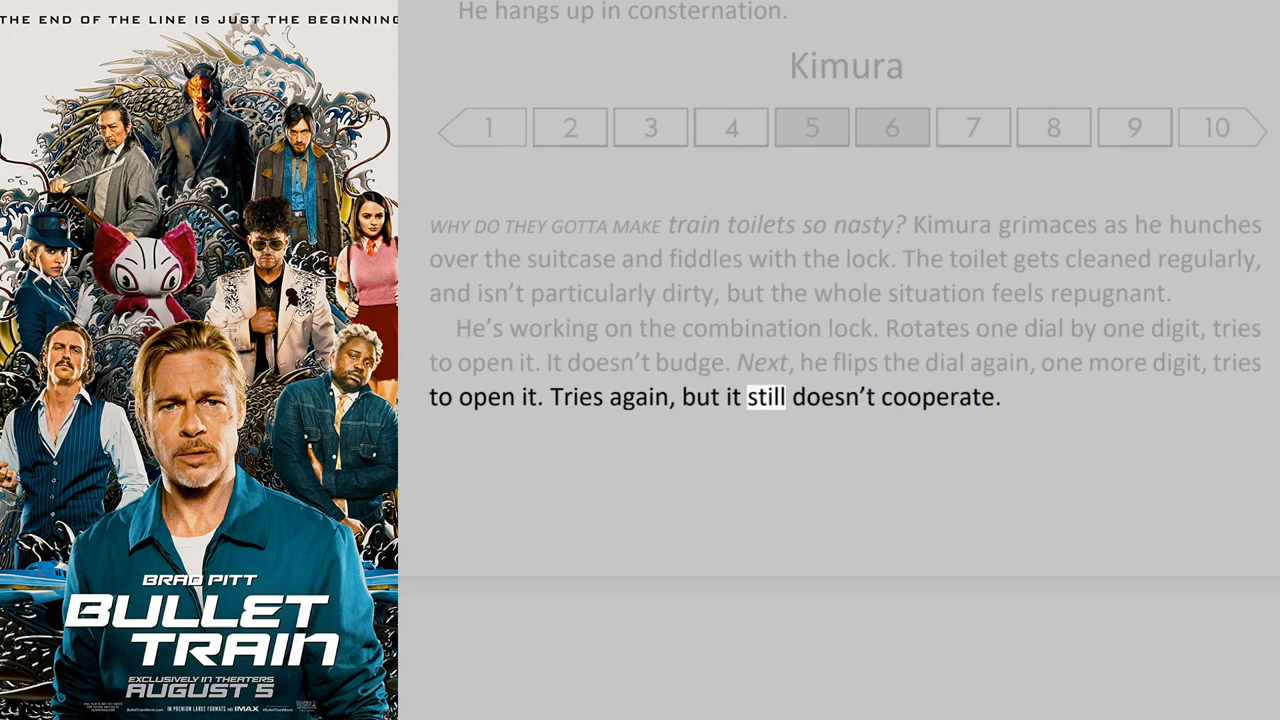 THE END OF THE LINE IS JUST THE BEGINNING
BRAD PITT
BULLET
TRAIN
EXCLUSIVELY IN THEATERS
AUGUST 5
BulletTrainMovie.com
IN PREMIUM LARGE FORMATS AND IMAX
#BulletTrainMovie
He hangs up in consternation.
Kimura
1 2 3 4 5 6 7 8 9 10
WHY DO THEY GOTTA MAKE train toilets so nasty? Kimura grimaces as he hunches
over the suitcase and fiddles with the lock. The toilet gets cleaned regularly,
and isn’t particularly dirty, but the whole situation feels repugnant.
He’s working on the combination lock. Rotates one dial by one digit, tries
to open it. It doesn’t budge. Next, he flips the dial again, one more digit, tries
to open it. Tries again, but it still doesn’t cooperate.